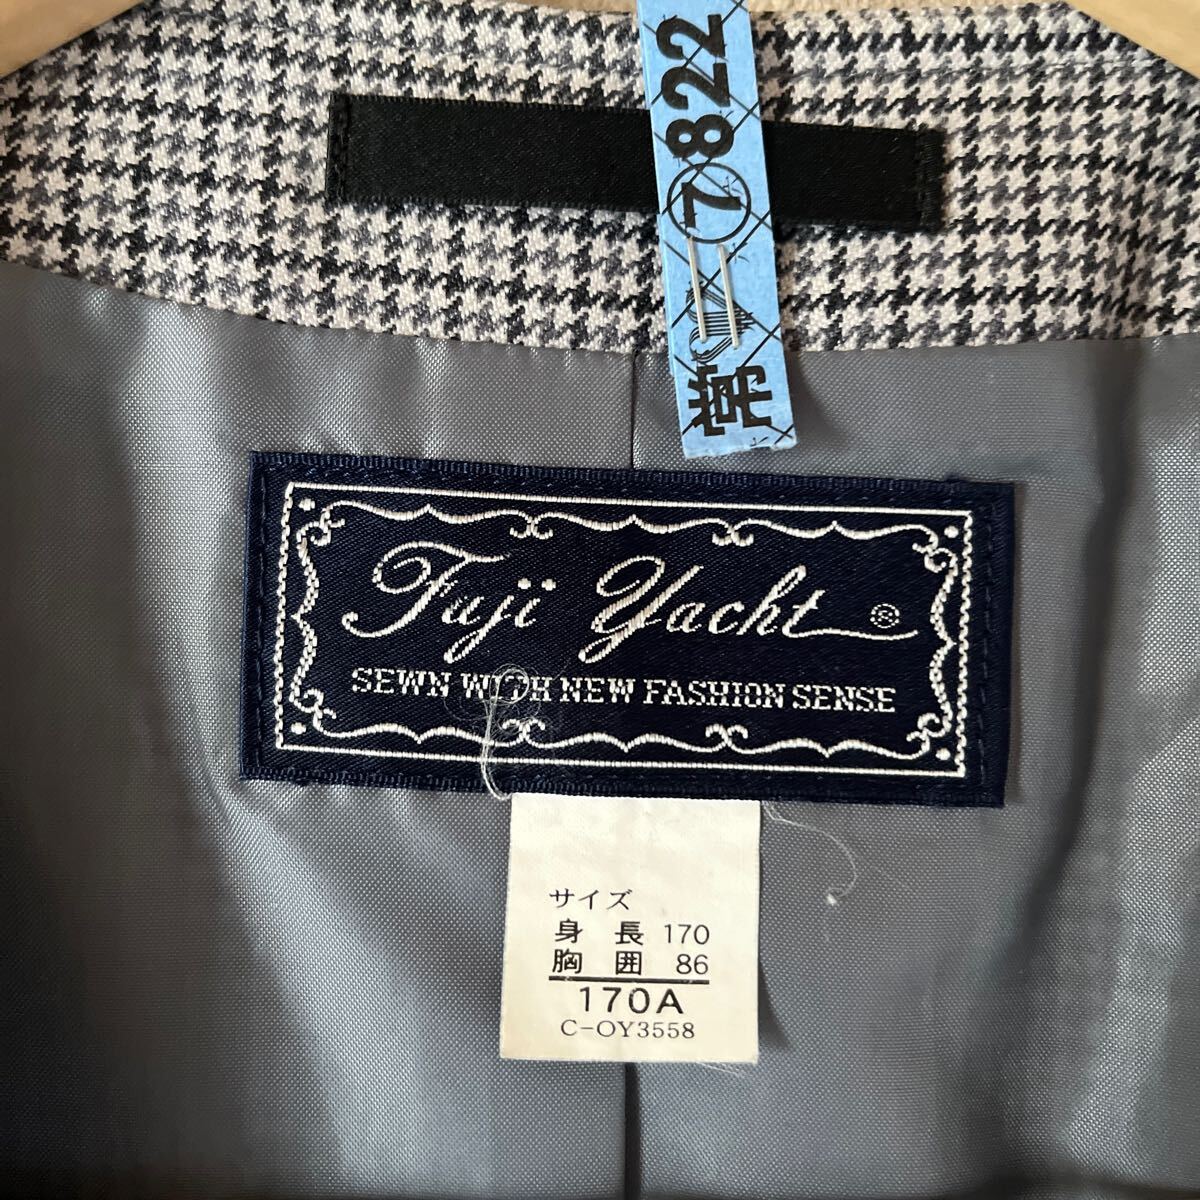 常 ⑦822
Fuji Yacht ®
SEWN WITH NEW FASHION SENSE
サイズ
身長 170
胸囲 86
170A
C-OY3558